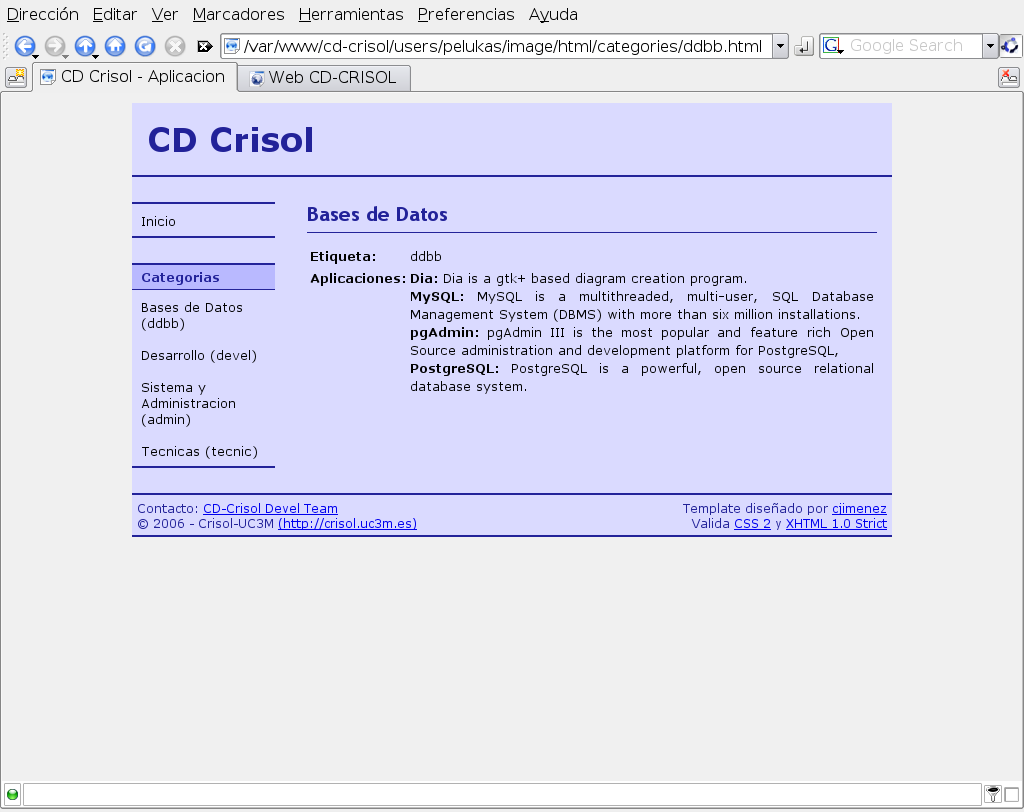 Dirección Editar Ver Marcadores Herramientas Preferencias Ayuda
/var/www/cd-crisol/users/pelukas/image/html/categories/ddbb.html
Google Search
CD Crisol - Aplicacion
Web CD-CRISOL
CD Crisol
Inicio
Categorias
Bases de Datos
(ddbb)
Desarrollo (devel)
Sistema y
Administracion
(admin)
Tecnicas (tecnic)
Bases de Datos
Etiqueta: ddbb
Aplicaciones: Dia: Dia is a gtk+ based diagram creation program.
MySQL: MySQL is a multithreaded, multi-user, SQL Database
Management System (DBMS) with more than six million installations.
pgAdmin: pgAdmin III is the most popular and feature rich Open
Source administration and development platform for PostgreSQL,
PostgreSQL: PostgreSQL is a powerful, open source relational
database system.
Contacto: CD-Crisol Devel Team
© 2006 - Crisol-UC3M (http://crisol.uc3m.es)
Template diseñado por cjimenez
Valida CSS 2 y XHTML 1.0 Strict